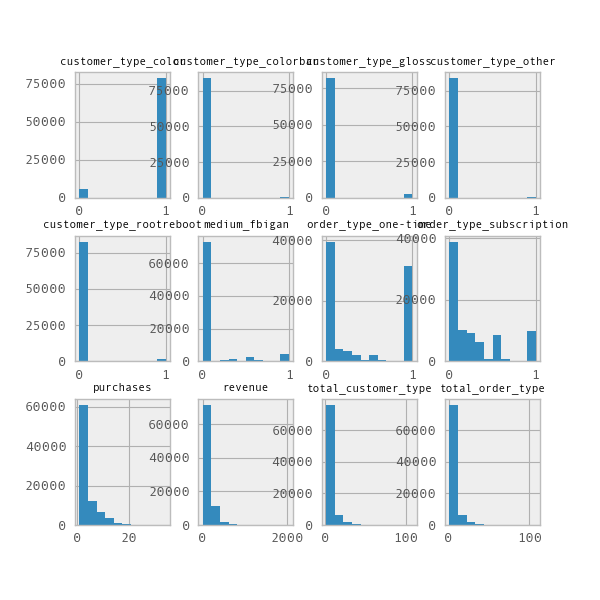 customer_type_color customer_type_colorbar customer_type_gloss customer_type_other
75000 50000 25000 0
75000 50000 25000 0
75000 50000 25000 0
75000 50000 25000 0
0 1 0 1 0 1 0 1
customer_type_rootreboot medium_fbigan order_type_one-time order_type_subscription
75000 50000 25000 0
60000 40000 20000 0
40000 20000 0
40000 20000 0
0 1 0 1 0 1 0 1
purchases revenue total_customer_type total_order_type
60000 40000 20000 0
60000 40000 20000 0
60000 40000 20000 0
60000 40000 20000 0
0 20 0 2000 0 100 0 100